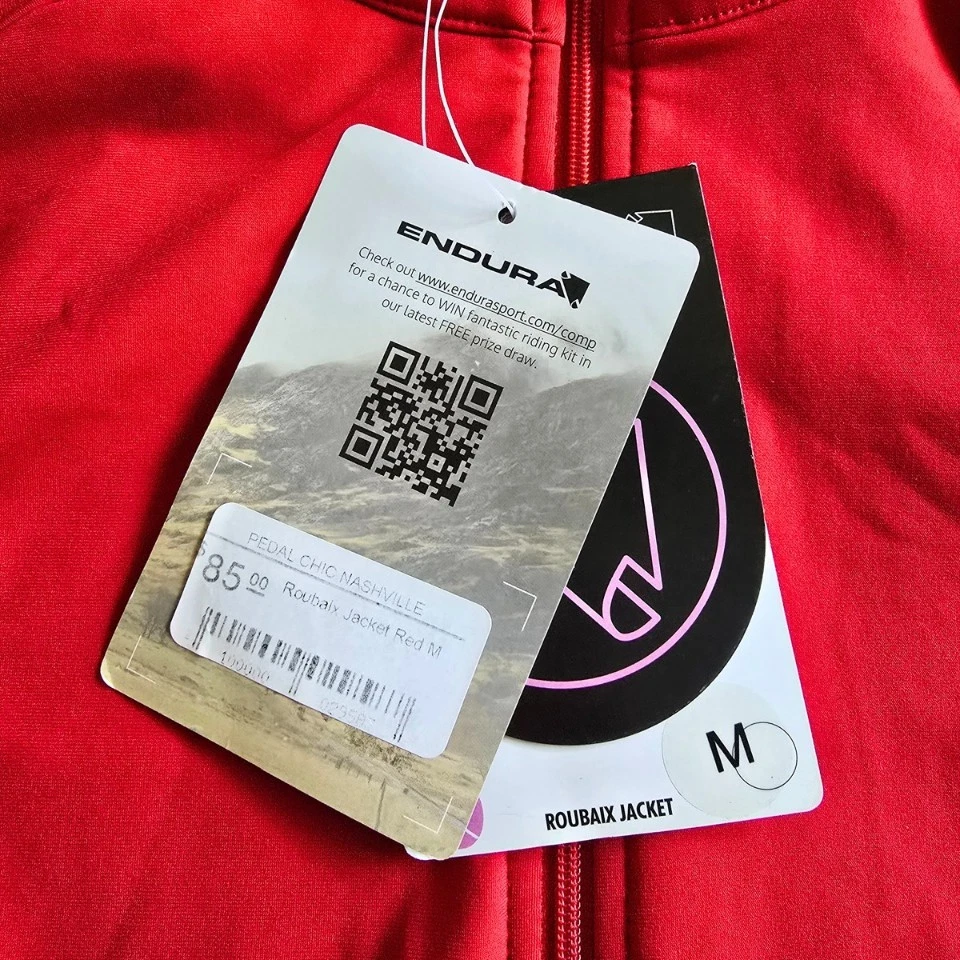 ENDURA
Check out www.endurasport.com/comp
for a chance to WIN fantastic riding kit in
our latest FREE prize draw.
PEDAL CHIC NASHVILLE
$85.00
Roubaix Jacket Red M
M
ROUBAIX JACKET